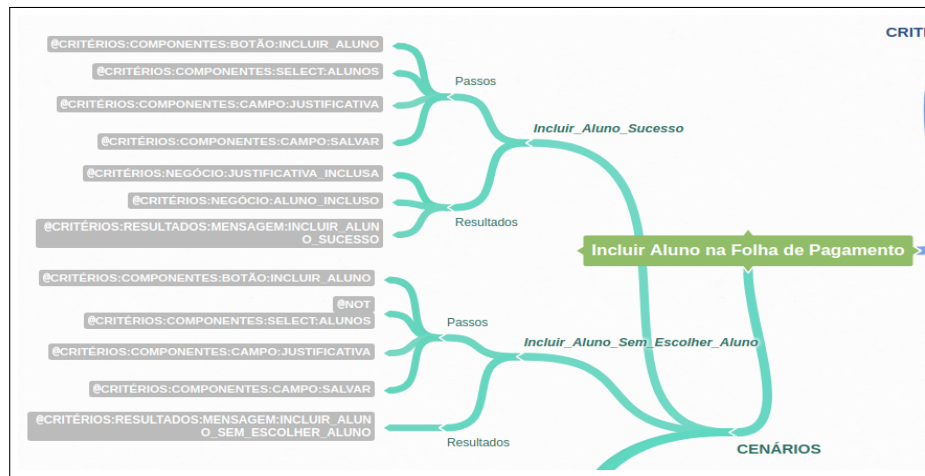 CRITÉ
@CRITÉRIOS:COMPONENTES:BOTÃO:INCLUIR_ALUNO
@CRITÉRIOS:COMPONENTES:SELECT:ALUNOS
Passos
@CRITÉRIOS:COMPONENTES:CAMPO:JUSTIFICATIVA
Incluir_Aluno_Sucesso
@CRITÉRIOS:COMPONENTES:CAMPO:SALVAR
@CRITÉRIOS:NEGÓCIO:JUSTIFICATIVA_INCLUSA
@CRITÉRIOS:NEGÓCIO:ALUNO_INCLUSO
Resultados
@CRITÉRIOS:RESULTADOS:MENSAGEM:INCLUIR_ALUN
O_SUCESSO
Incluir Aluno na Folha de Pagamento
@CRITÉRIOS:COMPONENTES:BOTÃO:INCLUIR_ALUNO
@NOT
@CRITÉRIOS:COMPONENTES:SELECT:ALUNOS
Passos
Incluir_Aluno_Sem_Escolher_Aluno
@CRITÉRIOS:COMPONENTES:CAMPO:JUSTIFICATIVA
@CRITÉRIOS:COMPONENTES:CAMPO:SALVAR
@CRITÉRIOS:RESULTADOS:MENSAGEM:INCLUIR_ALUN
O_SEM_ESCOLHER_ALUNO
Resultados
CENÁRIOS